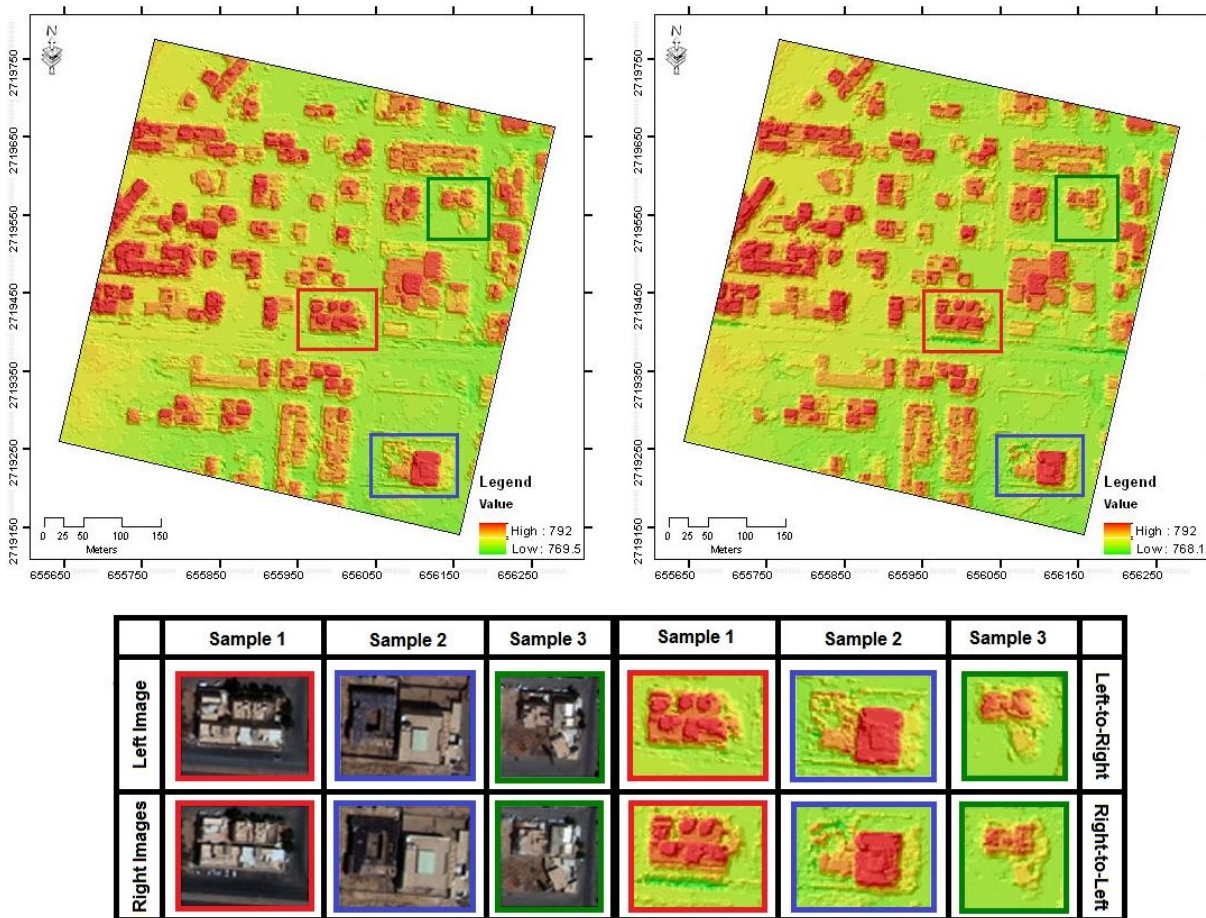 N
2719750
2719650
2719550
2719450
2719350
2719250
2719150
Legend
Value
High : 792
Low : 769.5
0 25 50 100 150
Meters
655650 655750 655850 655950 656050 656150 656250
N
2719750
2719650
2719550
2719450
2719350
2719250
2719150
Legend
Value
High : 792
Low : 768.1
0 25 50 100 150
Meters
655650 655750 655850 655950 656050 656150 656250
Sample 1 Sample 2 Sample 3 Sample 1 Sample 2 Sample 3
Left Image Left-to-Right
Right Images Right-to-Left